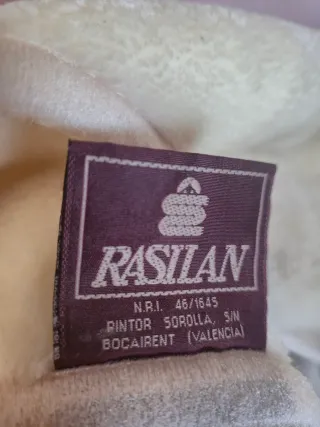 RASILAN
N.R.I. 46/1645
PINTOR SOROLLA, S/N
BOCAIRENT (VALENCIA)